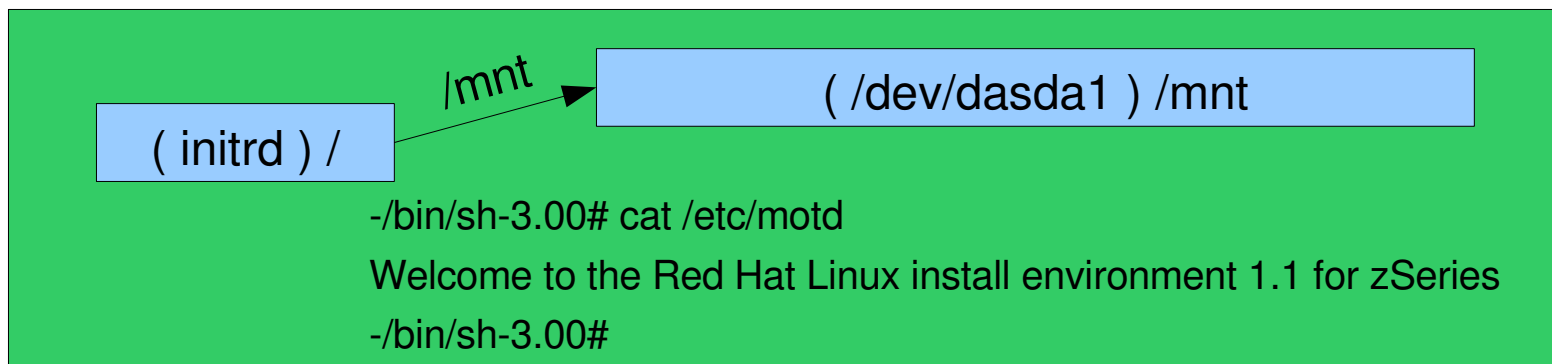 /mnt
( /dev/dasda1 ) /mnt
( initrd ) /
-/bin/sh-3.00# cat /etc/motd
Welcome to the Red Hat Linux install environment 1.1 for zSeries
-/bin/sh-3.00#